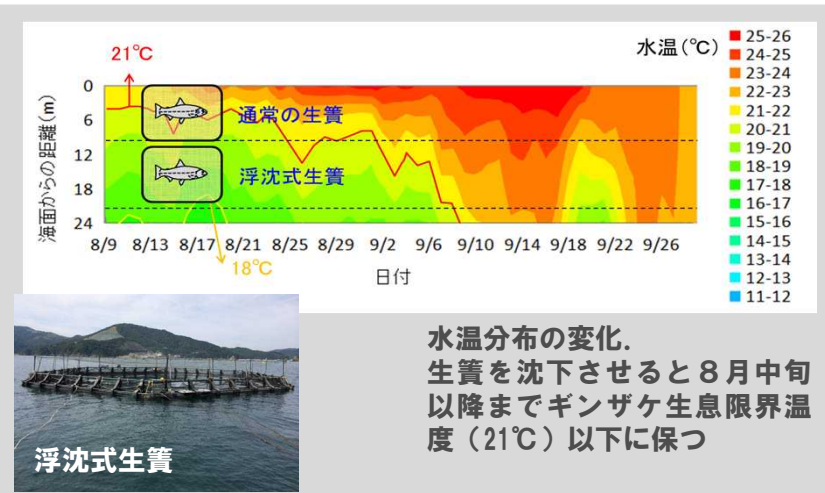 21℃
水温(℃)
25-26
24-25
23-24
22-23
21-22
20-21
19-20
18-19
17-18
16-17
15-16
14-15
13-14
12-13
11-12
海面からの距離(m)
0
6
12
18
24
通常の生簀
浮沈式生簀
8/9 8/13 8/17 8/21 8/25 8/29 9/2 9/6 9/10 9/14 9/18 9/22 9/26
18℃
日付
浮沈式生簀
水温分布の変化.
生簀を沈下させると８月中旬
以降までギンザケ生息限界温
度（21℃）以下に保つ